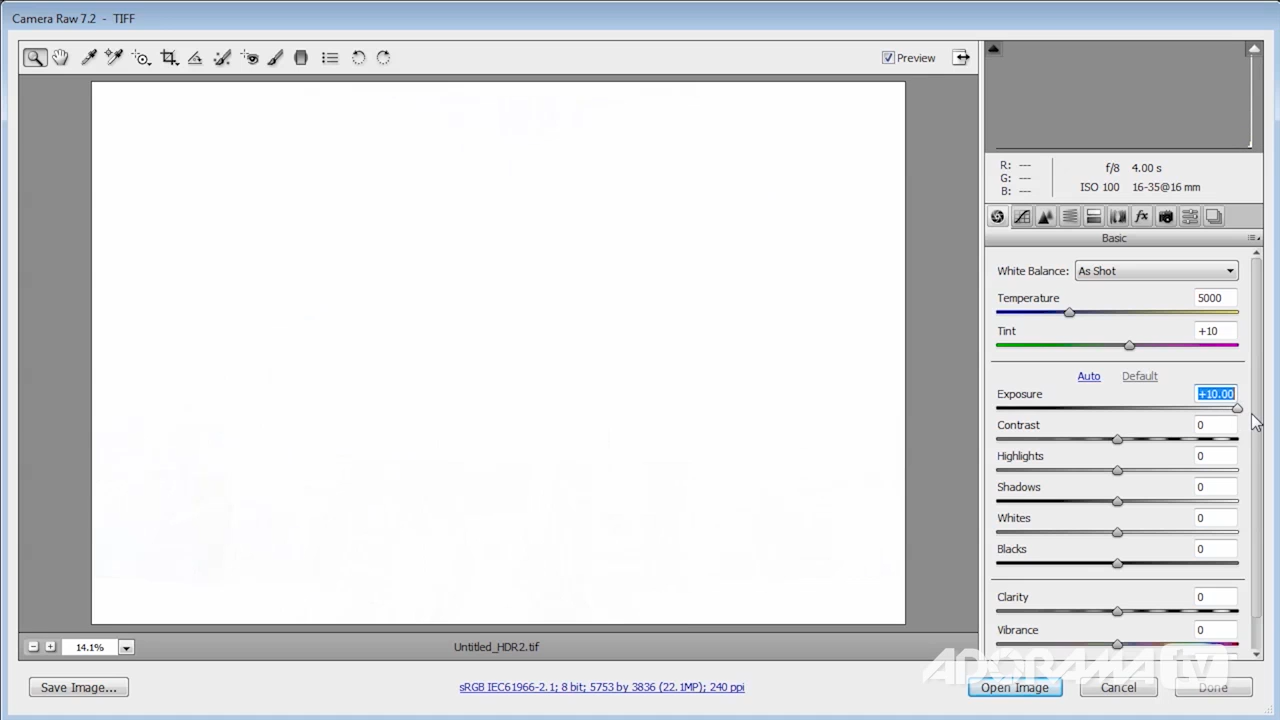 Camera Raw 7.2 - TIFF
Preview
R: ---
G: ---
B: ---
f/8 4.00 s
ISO 100 16-35@16 mm
fx
Basic
White Balance: As Shot
Temperature 5000
Tint +10
Auto Default
Exposure +10.00
Contrast 0
Highlights 0
Shadows 0
Whites 0
Blacks 0
Clarity 0
Vibrance 0
14.1%
Untitled_HDR2.tif
ADORAMA tv
Save Image...
sRGB IEC61966-2.1; 8 bit; 5753 by 3836 (22.1MP); 240 ppi
Open Image
Cancel
Done